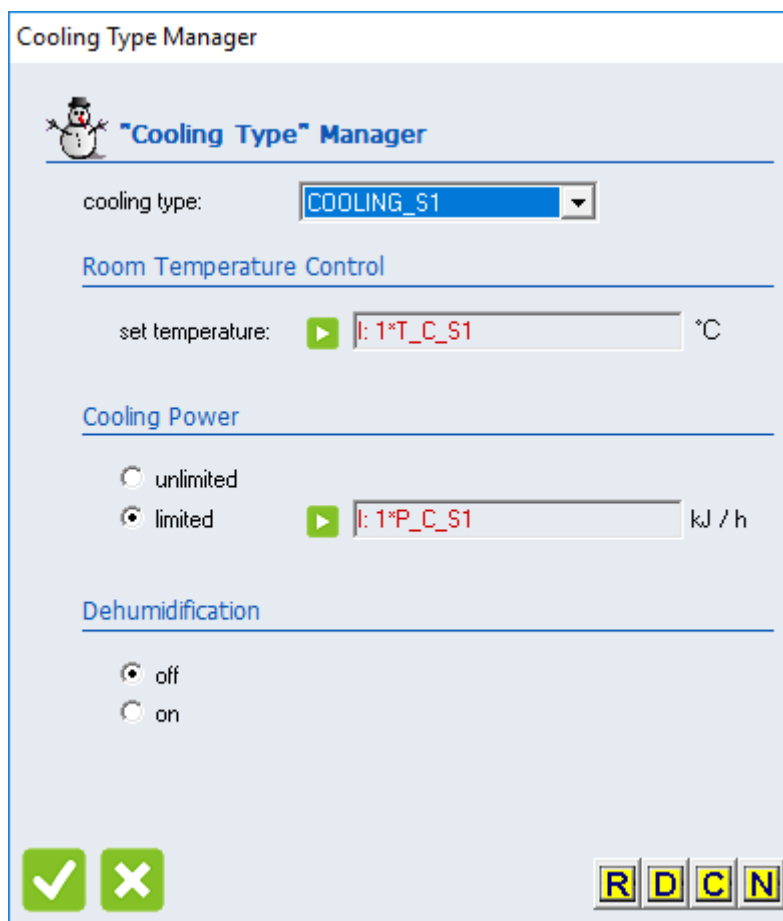 Cooling Type Manager
"Cooling Type" Manager
cooling type: COOLING_S1
Room Temperature Control
set temperature: I: 1*T_C_S1 °C
Cooling Power
unlimited
limited I: 1*P_C_S1 kJ / h
Dehumidification
off
on
R D C N